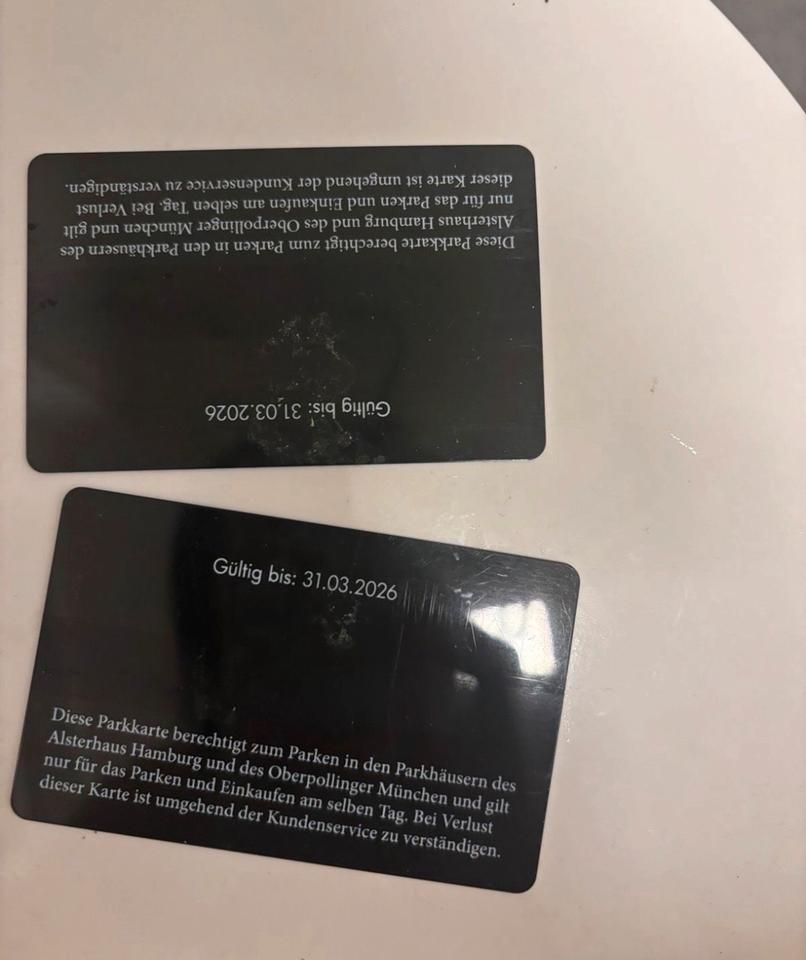 Diese Parkkarte berechtigt zum Parken in den Parkhäusern des
Alsterhaus Hamburg und des Oberpollinger München und gilt
nur für das Parken und Einkaufen am selben Tag. Bei Verlust
dieser Karte ist umgehend der Kundenservice zu verständigen.
Gültig bis: 31.03.2026
Gültig bis: 31.03.2026
Diese Parkkarte berechtigt zum Parken in den Parkhäusern des
Alsterhaus Hamburg und des Oberpollinger München und gilt
nur für das Parken und Einkaufen am selben Tag. Bei Verlust
dieser Karte ist umgehend der Kundenservice zu verständigen.